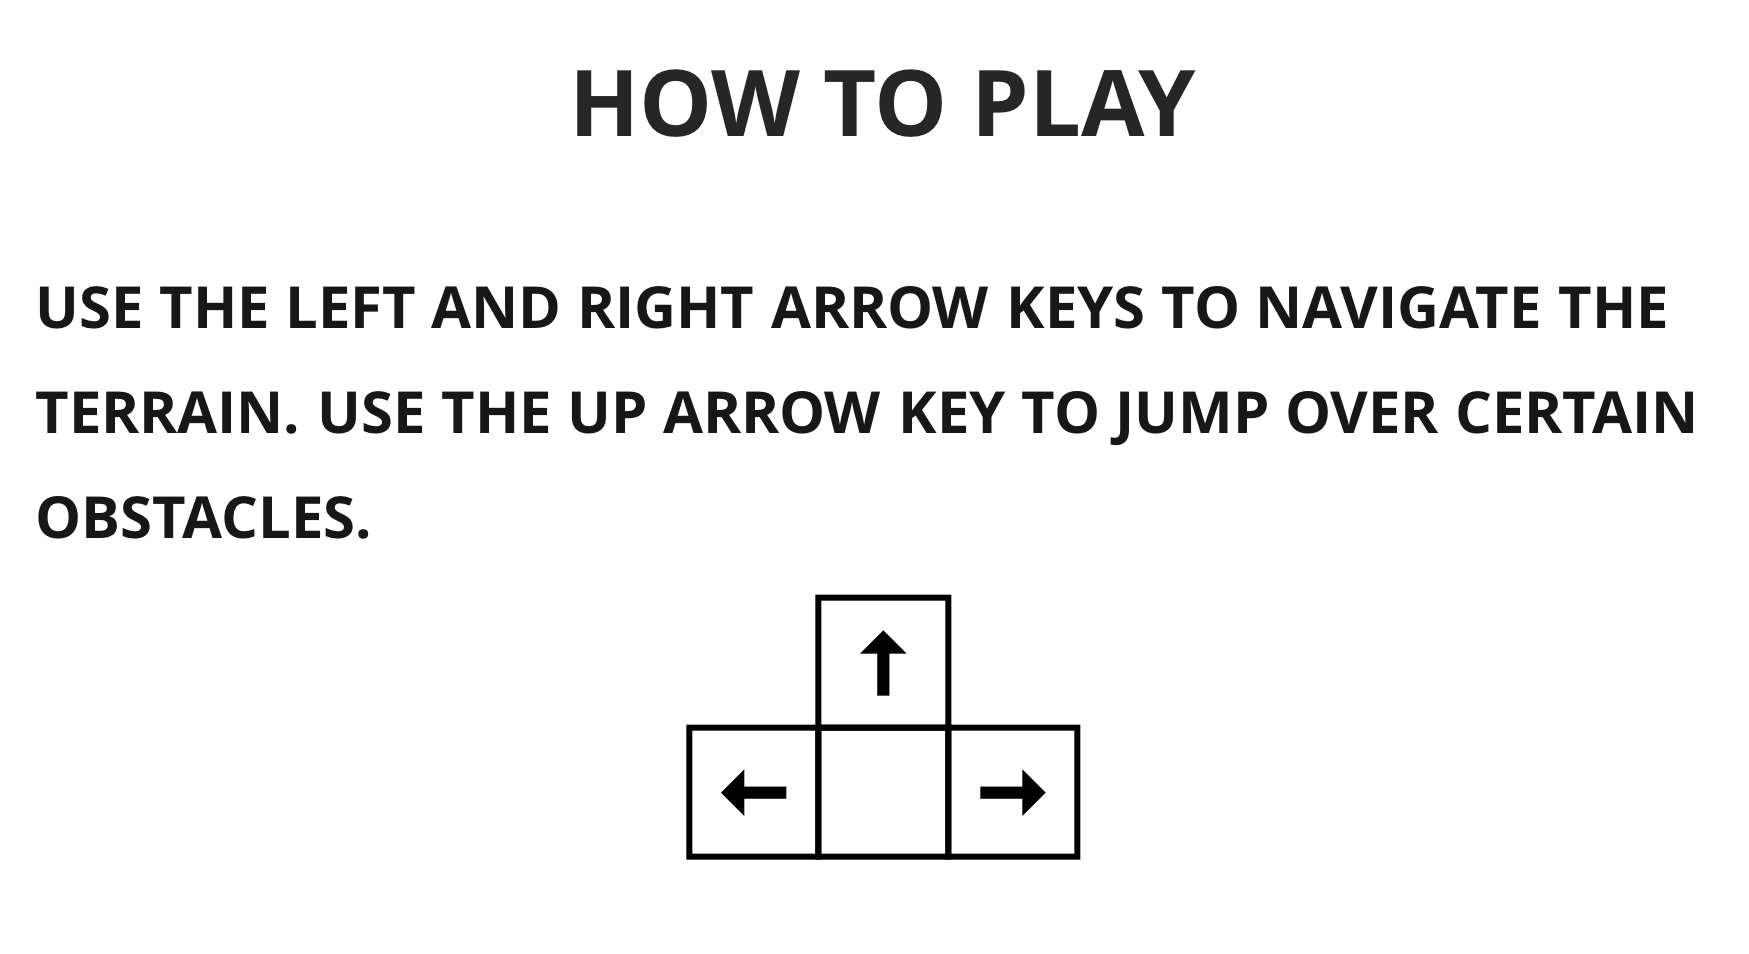 HOW TO PLAY
USE THE LEFT AND RIGHT ARROW KEYS TO NAVIGATE THE
TERRAIN. USE THE UP ARROW KEY TO JUMP OVER CERTAIN
OBSTACLES.